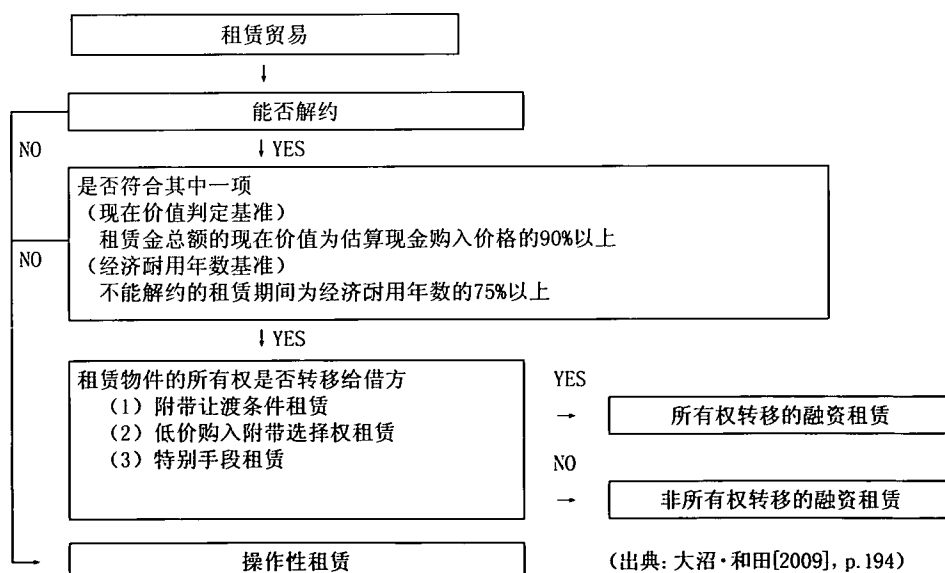 租赁贸易
↓
能否解约
NO
↓ YES
是否符合其中一项
（现在价值判定基准）
租赁金总额的现在价值为估算现金购入价格的90%以上
（经济耐用年数基准）
不能解约的租赁期间为经济耐用年数的75%以上
NO
↓ YES
租赁物件的所有权是否转移给借方
（1）附带让渡条件租赁
（2）低价购入附带选择权租赁
（3）特别手段租赁
YES
→ 所有权转移的融资租赁
NO
→ 非所有权转移的融资租赁
操作性租赁
（出典：大沼·和田[2009]，p.194）